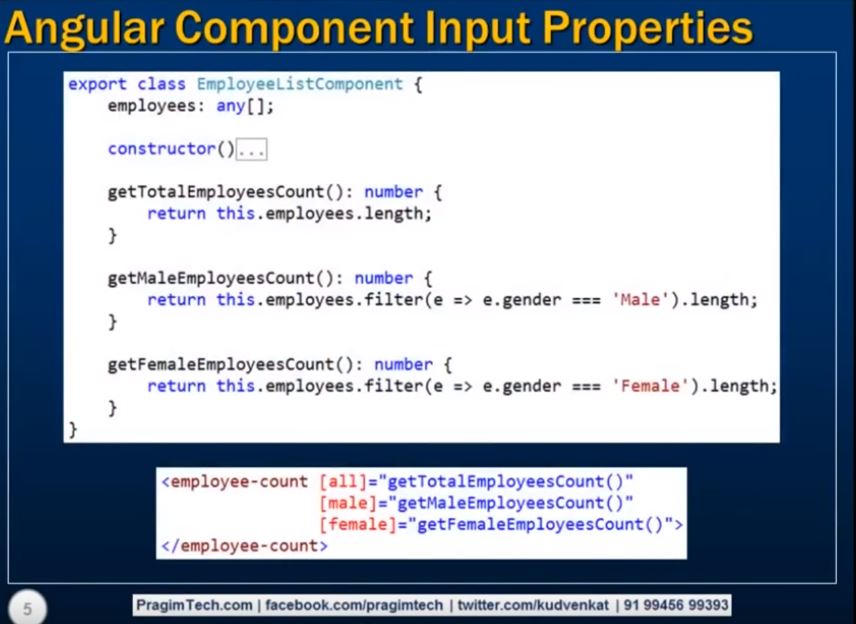 Angular Component Input Properties
export class EmployeeListComponent {
employees: any[];
constructor()...
getTotalEmployeesCount(): number {
return this.employees.length;
}
getMaleEmployeesCount(): number {
return this.employees.filter(e => e.gender === 'Male').length;
}
getFemaleEmployeesCount(): number {
return this.employees.filter(e => e.gender === 'Female').length;
}
}
<employee-count [all]="getTotalEmployeesCount()"
[male]="getMaleEmployeesCount()"
[female]="getFemaleEmployeesCount()">
</employee-count>
5
PragimTech.com | facebook.com/pragimtech | twitter.com/kudvenkat | 91 99456 99393